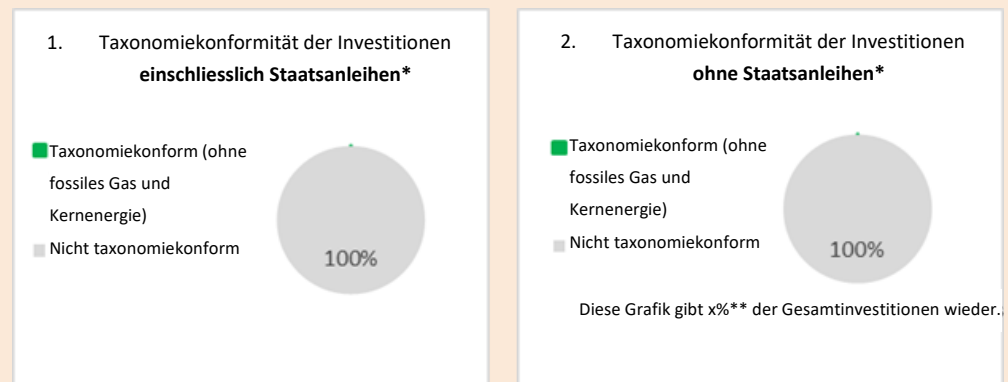 1. Taxonomiekonformität der Investitionen
einschliesslich Staatsanleihen*
Taxonomiekonform (ohne
fossiles Gas und
Kernenergie)
Nicht taxonomiekonform
100%
2. Taxonomiekonformität der Investitionen
ohne Staatsanleihen*
Taxonomiekonform (ohne
fossiles Gas und
Kernenergie)
Nicht taxonomiekonform
100%
Diese Grafik gibt x%** der Gesamtinvestitionen wieder.